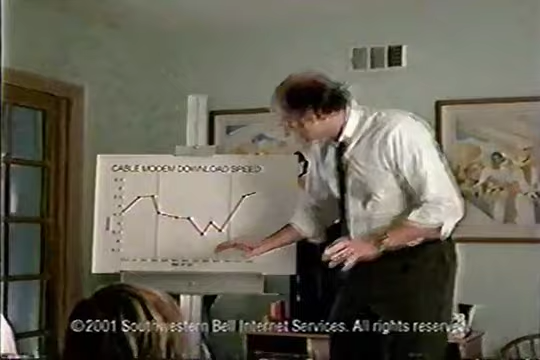 CABLE MODEM DOWNLOAD SPEED
©2001 Southwestern Bell Internet Services. All rights reserved.